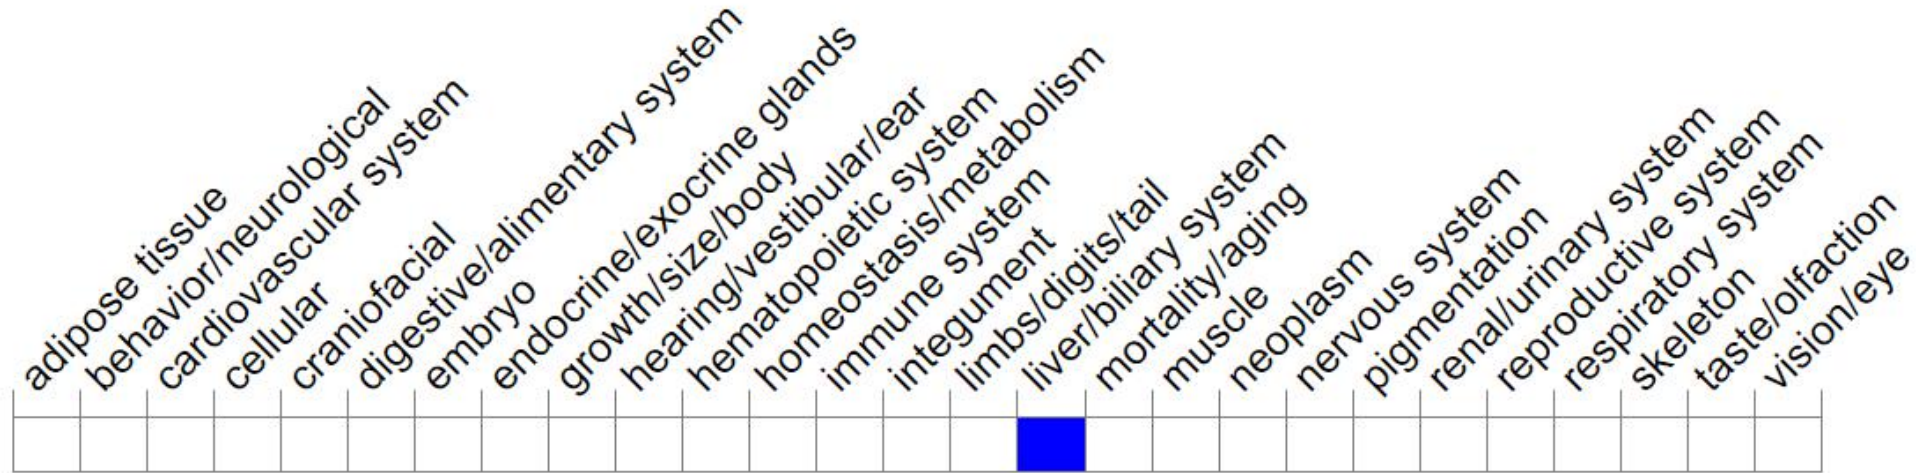 adipose tissue
behavior/neurological
cardiovascular system
cellular
craniofacial
digestive/alimentary system
embryo
endocrine/exocrine glands
growth/size/body
hearing/vestibular/ear
hematopoietic system
homeostasis/metabolism
immune system
integument
limbs/digits/tail
liver/biliary system
mortality/aging
muscle
neoplasm
nervous system
pigmentation
renal/urinary system
reproductive system
respiratory system
skeleton
taste/olfaction
vision/eye